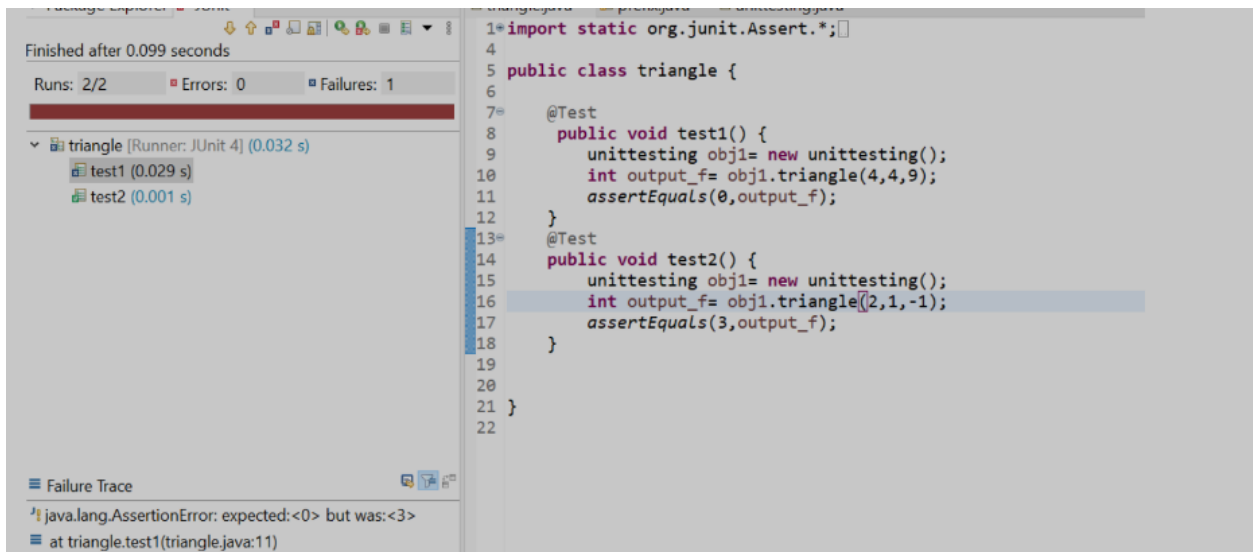 Finished after 0.099 seconds
Runs: 2/2 Errors: 0 Failures: 1
triangle [Runner: JUnit 4] (0.032 s)
test1 (0.029 s)
test2 (0.001 s)
Failure Trace
java.lang.AssertionError: expected:<0> but was:<3>
at triangle.test1(triangle.java:11)
1 import static org.junit.Assert.*;
4
5 public class triangle {
6
7 @Test
8 public void test1() {
9 unittesting obj1= new unittesting();
10 int output_f= obj1.triangle(4,4,9);
11 assertEquals(0,output_f);
12 }
13 @Test
14 public void test2() {
15 unittesting obj1= new unittesting();
16 int output_f= obj1.triangle(2,1,-1);
17 assertEquals(3,output_f);
18 }
19
20
21 }
22